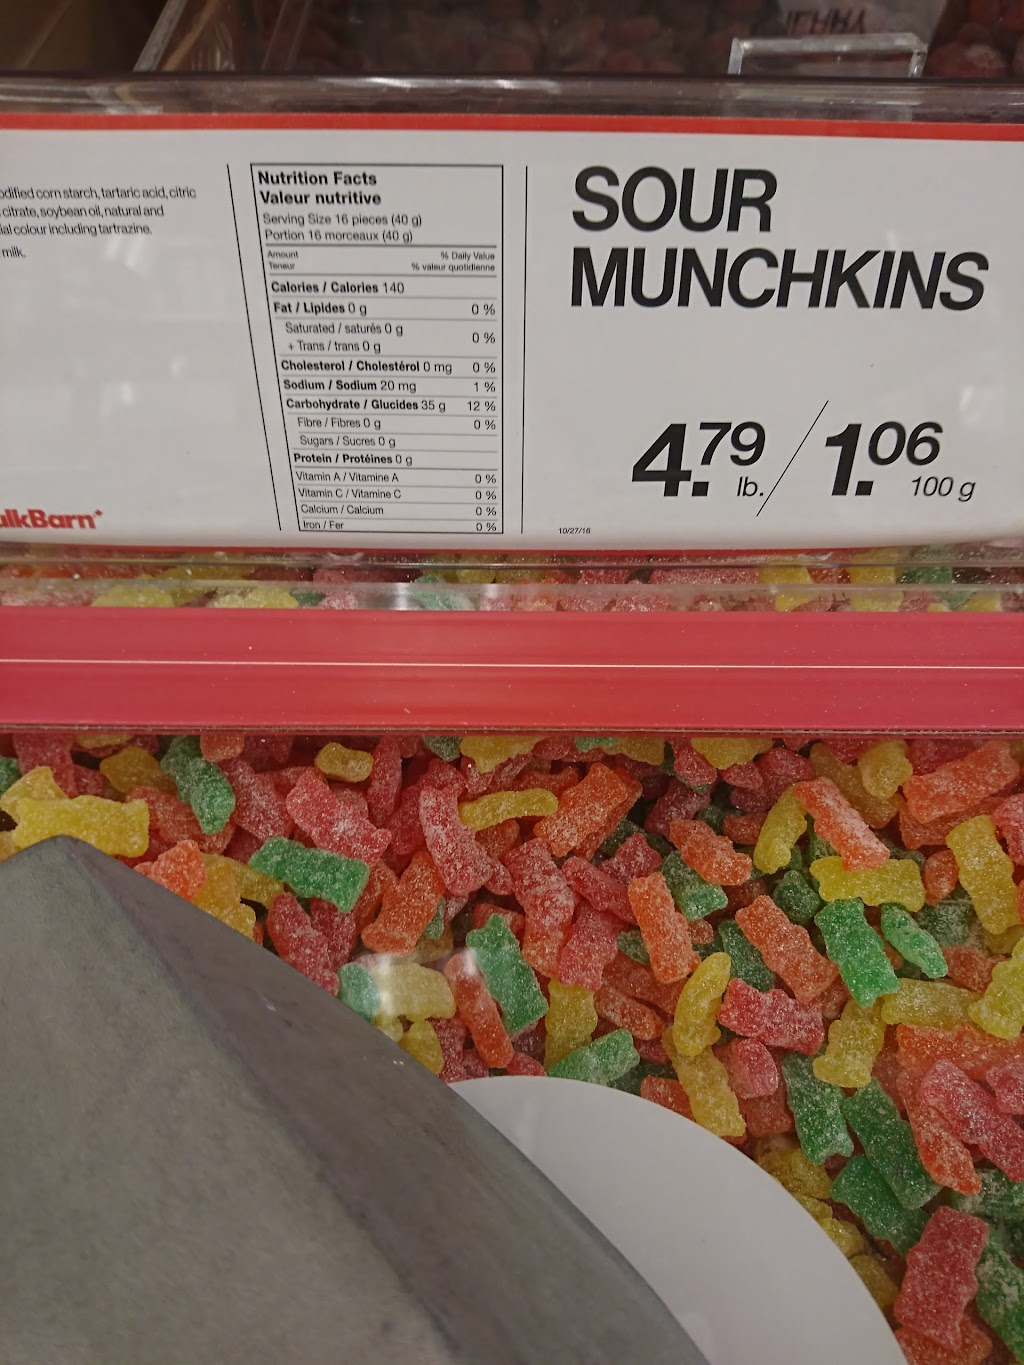 corn starch, tartaric acid, citric
citrate, soybean oil, natural and
colour including tartrazine.
milk.
Nutrition Facts
Valeur nutritive
Serving Size 16 pieces (40 g)
Portion 16 morceaux (40 g)
Amount % Daily Value
Teneur % valeur quotidienne
Calories / Calories 140
Fat / Lipides 0 g 0 %
Saturated / saturés 0 g
+ Trans / trans 0 g 0 %
Cholesterol / Cholestérol 0 mg 0 %
Sodium / Sodium 20 mg 1 %
Carbohydrate / Glucides 35 g 12 %
Fibre / Fibres 0 g 0 %
Sugars / Sucres 0 g
Protein / Protéines 0 g
Vitamin A / Vitamine A 0 %
Vitamin C / Vitamine C 0 %
Calcium / Calcium 0 %
Iron / Fer 0 %
SOUR
MUNCHKINS
4.79 lb. / 1.06 100 g
10/27/16
ulkBarn